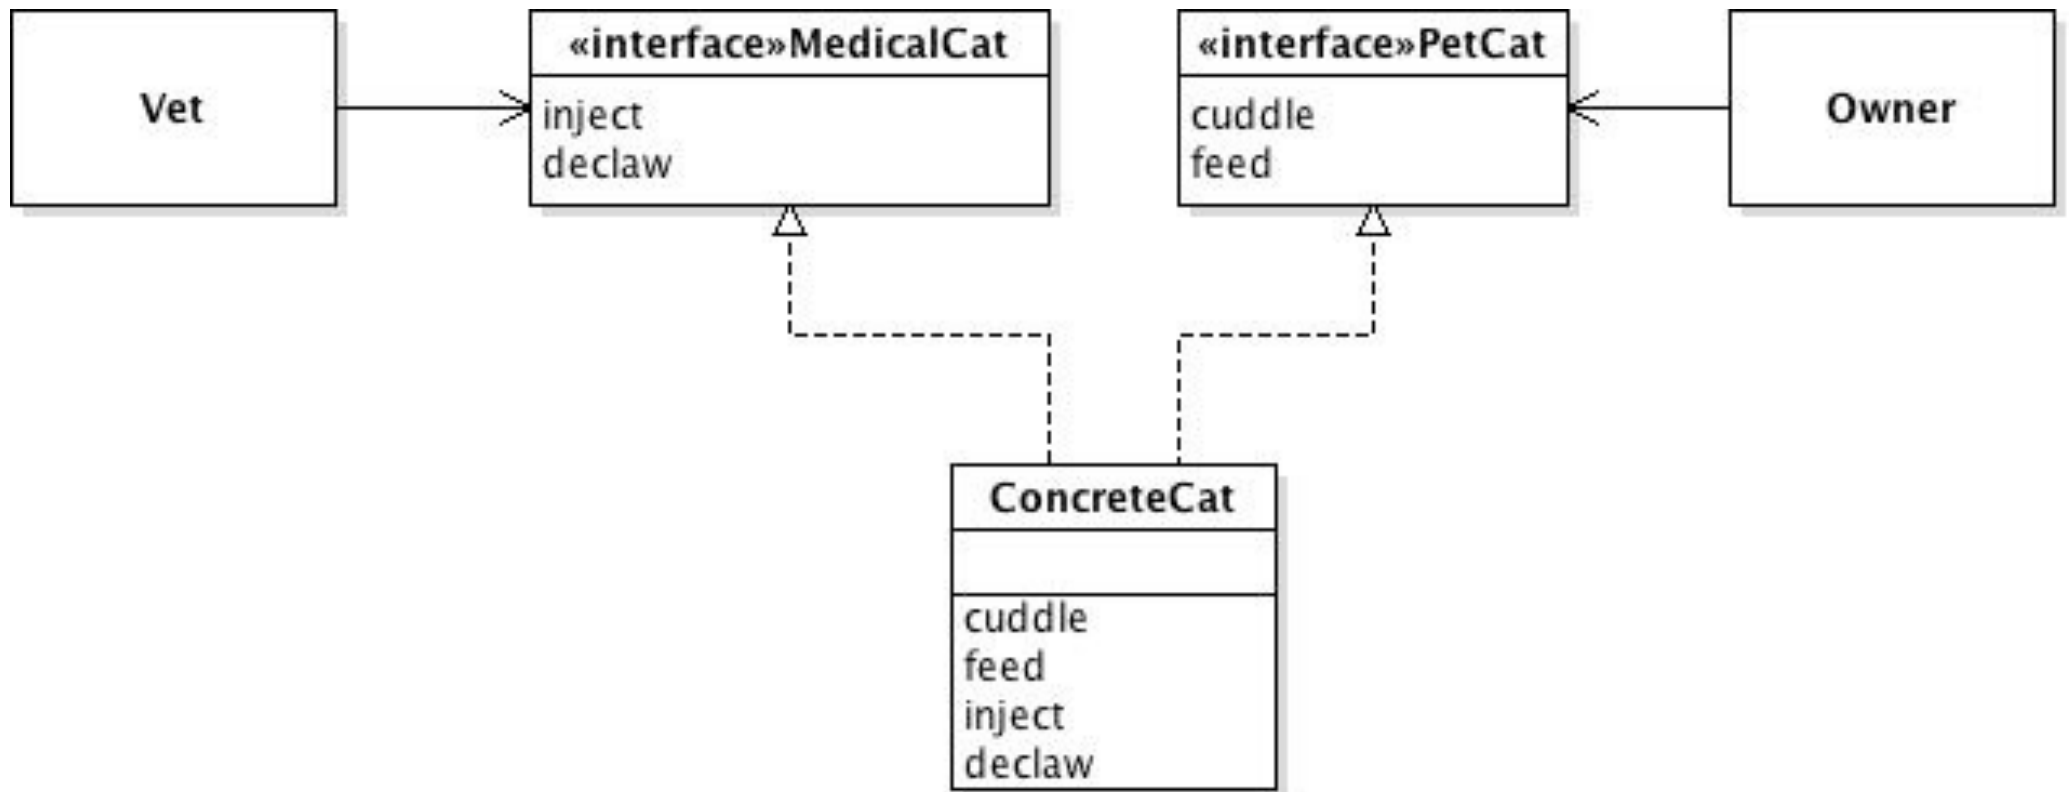 Vet
«interface»MedicalCat
inject
declaw
«interface»PetCat
cuddle
feed
Owner
ConcreteCat
cuddle
feed
inject
declaw